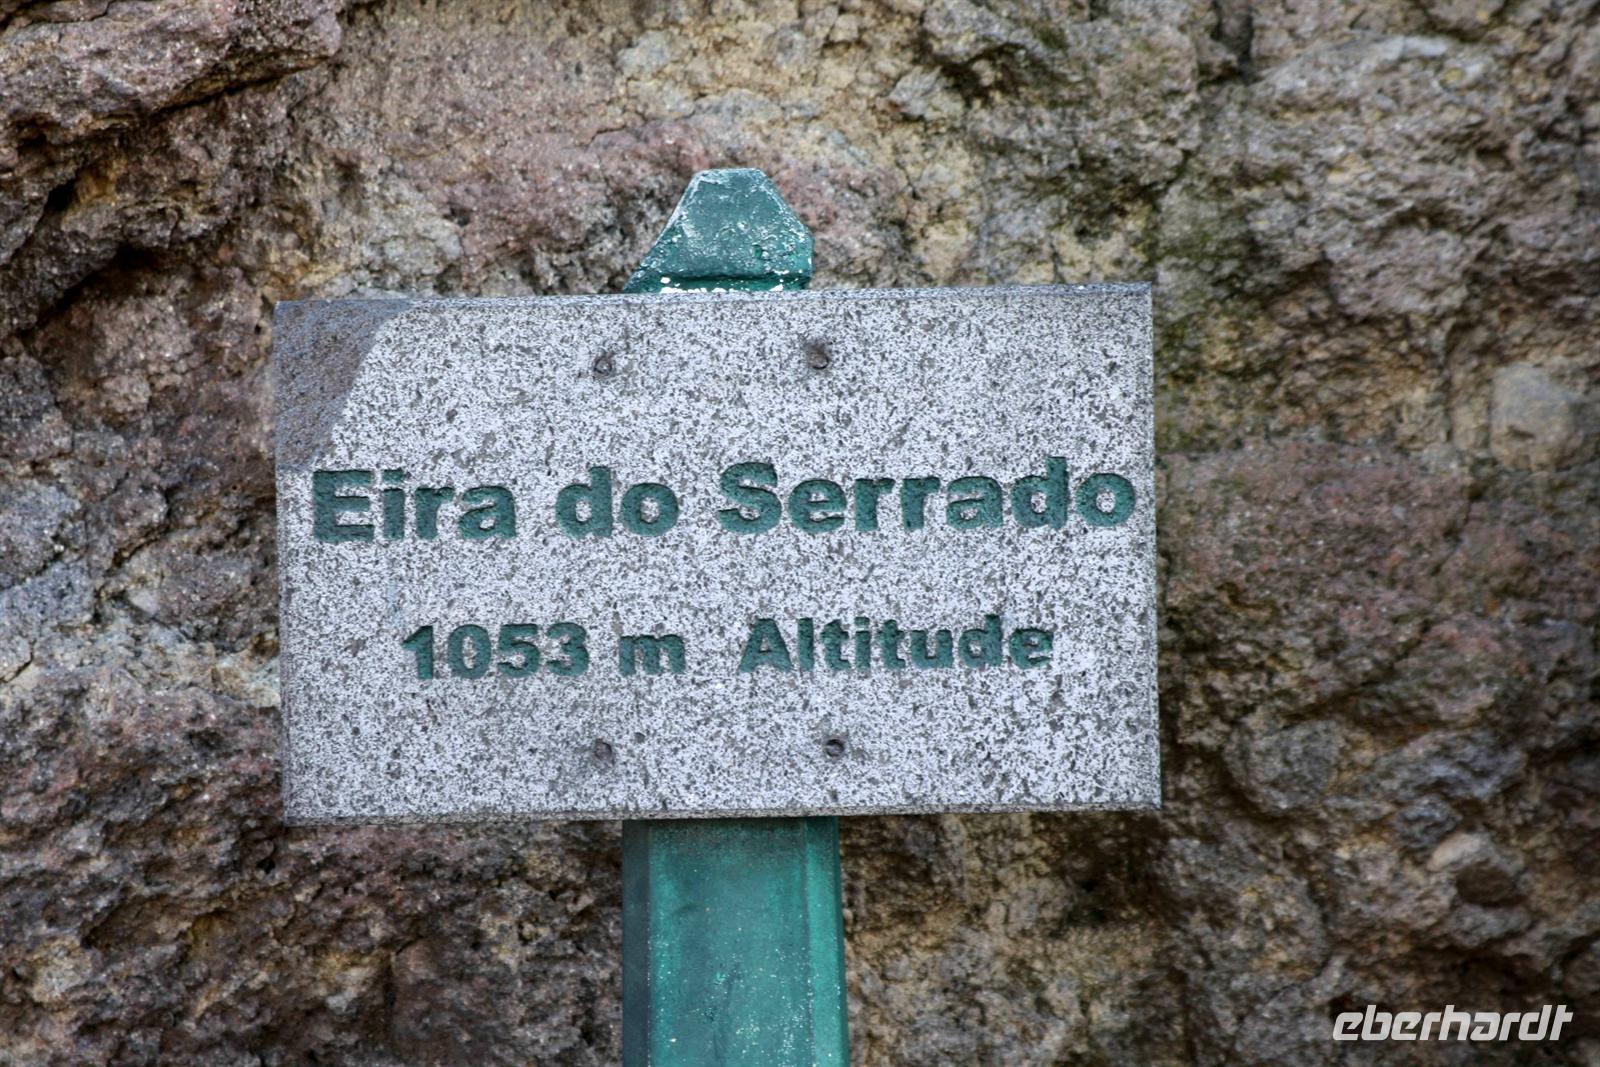 Eira do Serrado
1053 m Altitude
eberhardt